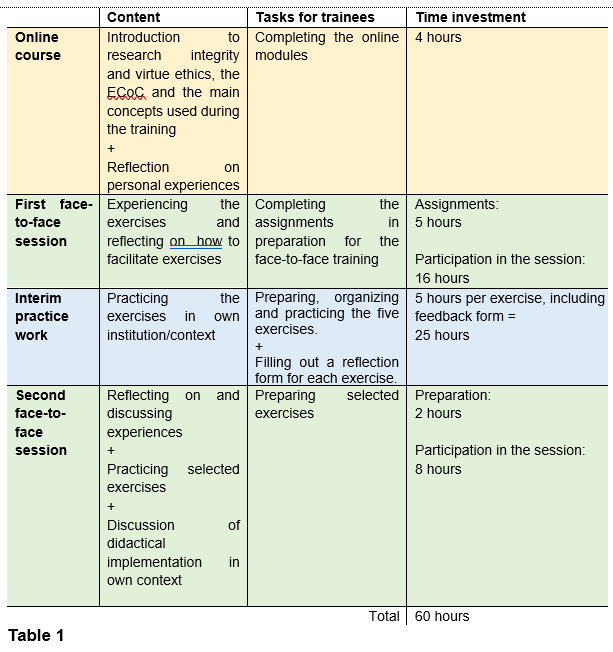 Content Tasks for trainees Time investment
Online course
Introduction to
research integrity
and virtue ethics, the
ECoC and the main
concepts used during
the training
+
Reflection on
personal experiences
Completing the online
modules
4 hours
First face-
to-face
session
Experiencing the
exercises and
reflecting on how to
facilitate exercises
Completing the
assignments in
preparation for the
face-to-face training
Assignments:
5 hours
Participation in the session:
16 hours
Interim
practice
work
Practicing the
exercises in own
institution/context
Preparing, organizing
and practicing the five
exercises.
+
Filling out a reflection
form for each exercise.
5 hours per exercise, including
feedback form =
25 hours
Second
face-to-
face
session
Reflecting on and
discussing
experiences
+
Practicing selected
exercises
+
Discussion of
didactical
implementation in
own context
Preparing selected
exercises
Preparation:
2 hours
Participation in the session:
8 hours
Total 60 hours
Table 1